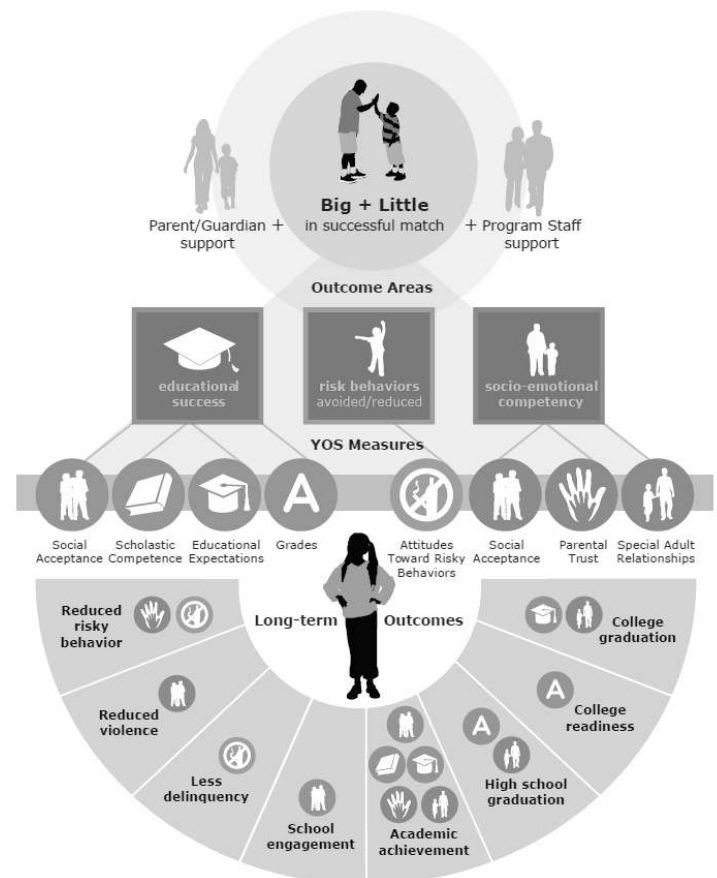 Big + Little
in successful match
Parent/Guardian +
support
+ Program Staff
support
Outcome Areas
educational
success
risk behaviors
avoided/reduced
socio-emotional
competency
YOS Measures
A
Social
Acceptance
Scholastic
Competence
Educational
Expectations
Grades
Attitudes
Toward Risky
Behaviors
Social
Acceptance
Parental
Trust
Special Adult
Relationships
Long-term Outcomes
Reduced
risky
behavior
Reduced
violence
Less
delinquency
School
engagement
Academic
achievement
A
High school
graduation
A
College
readiness
College
graduation